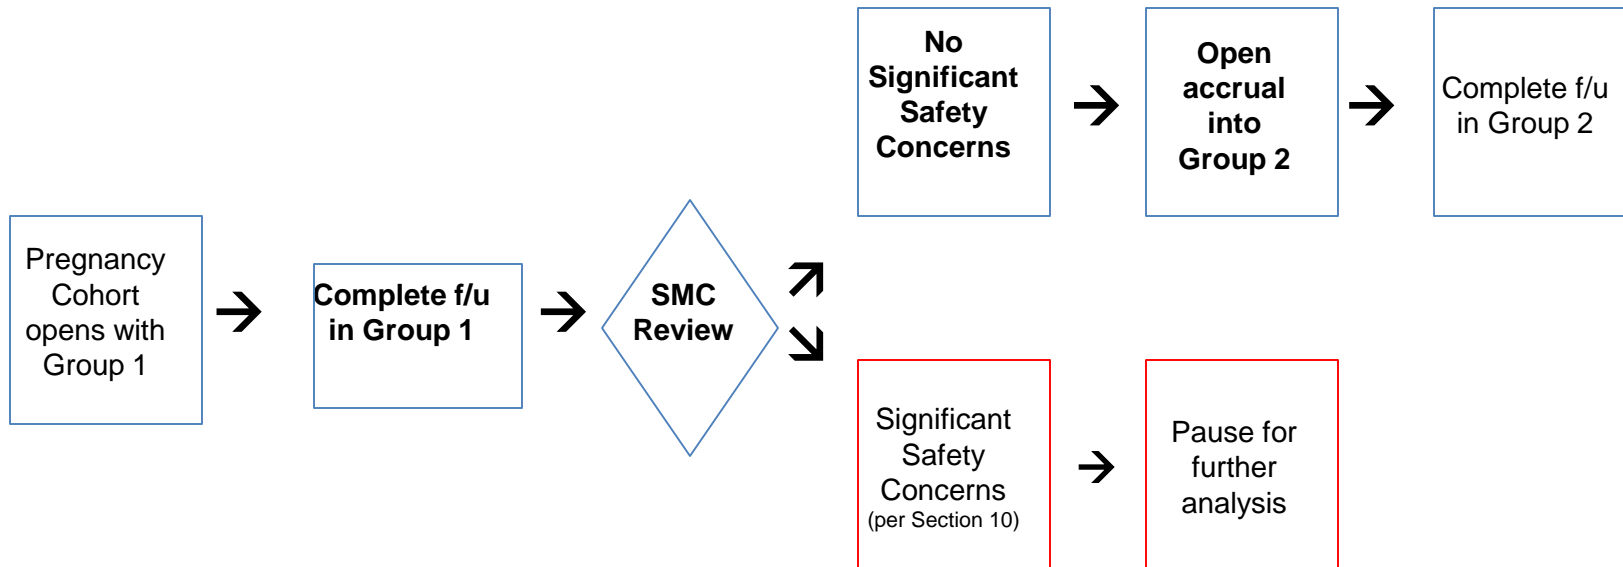 Pregnancy
Cohort
opens with
Group 1
Complete f/u
in Group 1
SMC
Review
No
Significant
Safety
Concerns
Open
accrual
into
Group 2
Complete f/u
in Group 2
Significant
Safety
Concerns
(per Section 10)
Pause for
further
analysis